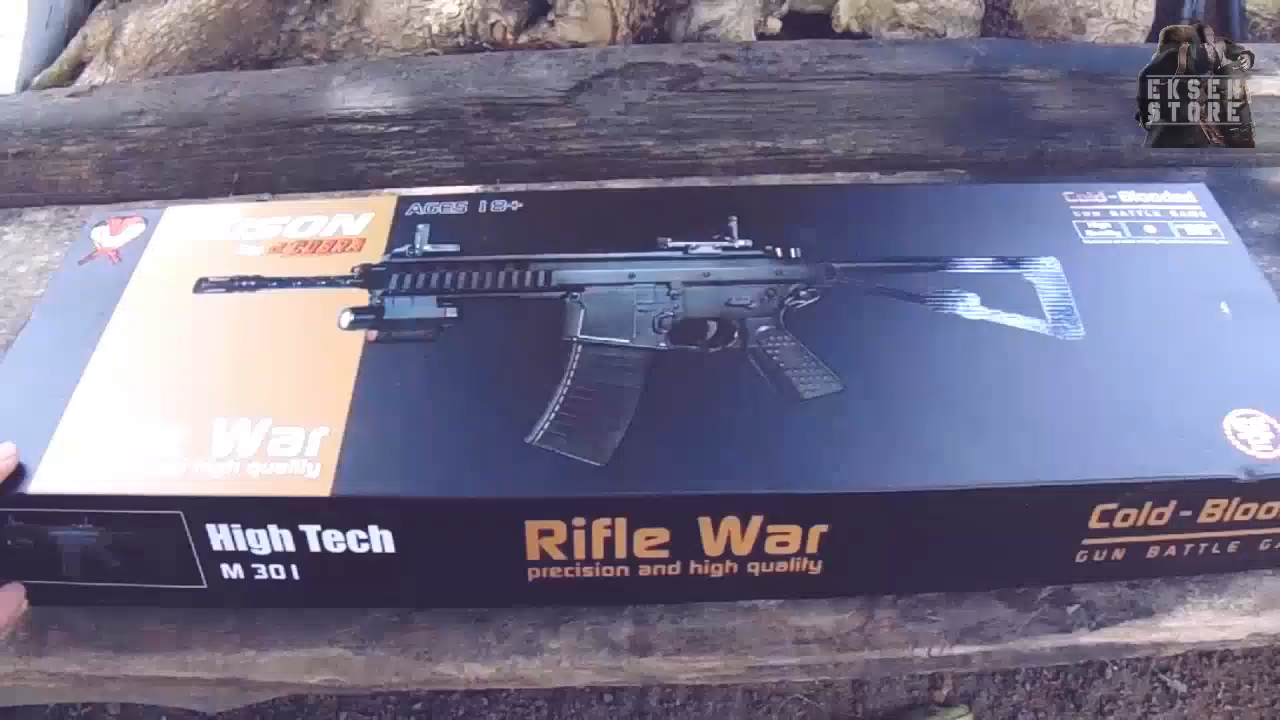 EKSEN
STORE
AGES 18+
Cold-Blooded
GUN BATTLE GAME
COBRA
War
high quality
High Tech
M 301
Rifle War
precision and high quality
Cold-Bloo
GUN BATTLE GA